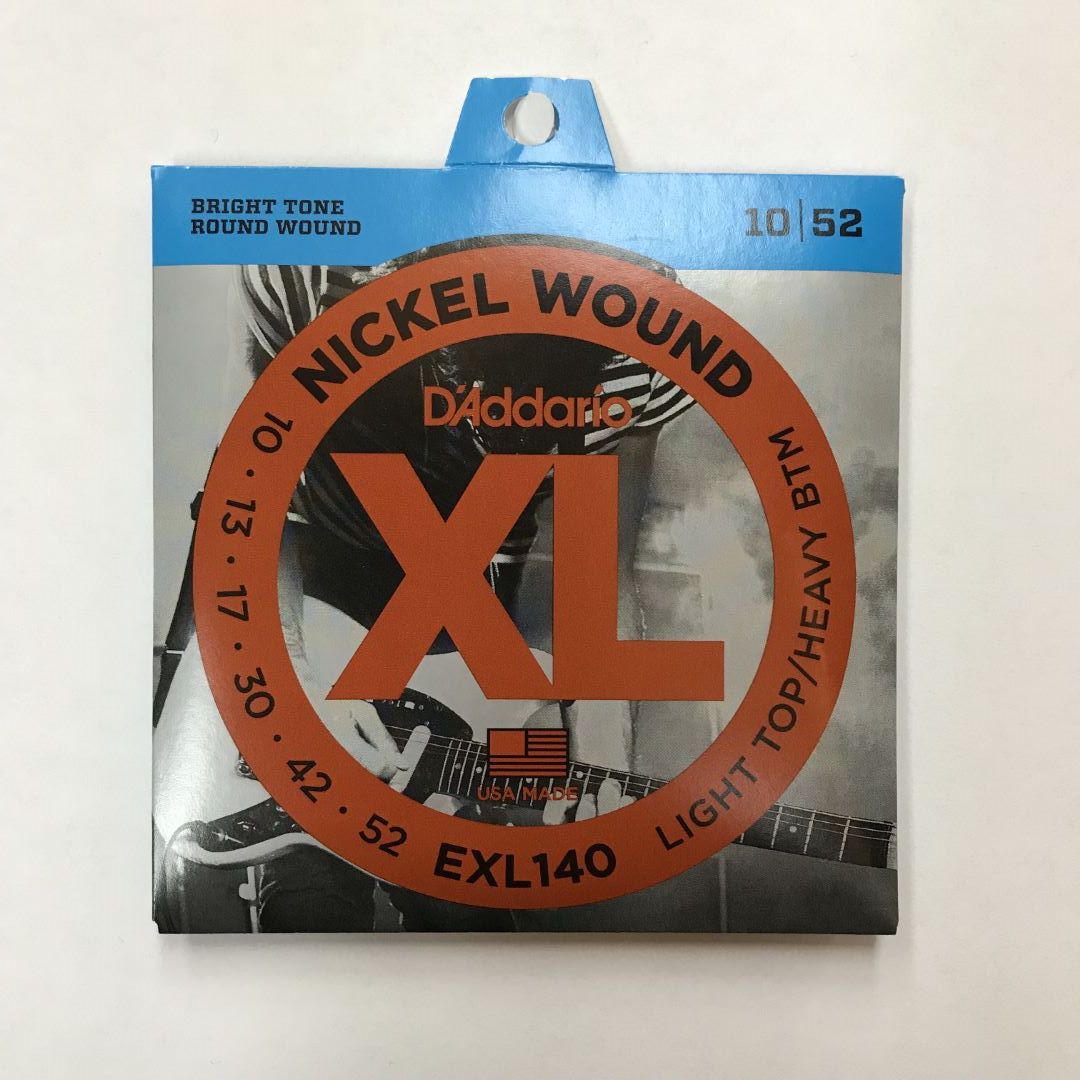 BRIGHT TONE
ROUND WOUND
10|52
NICKEL WOUND
D'Addario
XL
USA MADE
10 · 13 · 17 · 30 · 42 · 52
EXL140
LIGHT TOP/HEAVY BTM